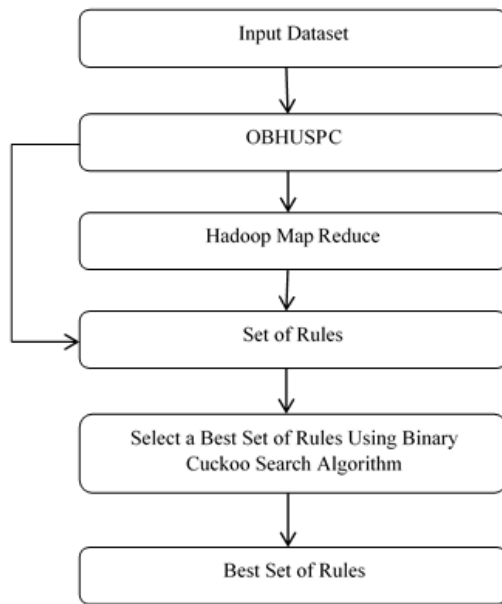 Input Dataset
OBHUSPC
Hadoop Map Reduce
Set of Rules
Select a Best Set of Rules Using Binary
Cuckoo Search Algorithm
Best Set of Rules